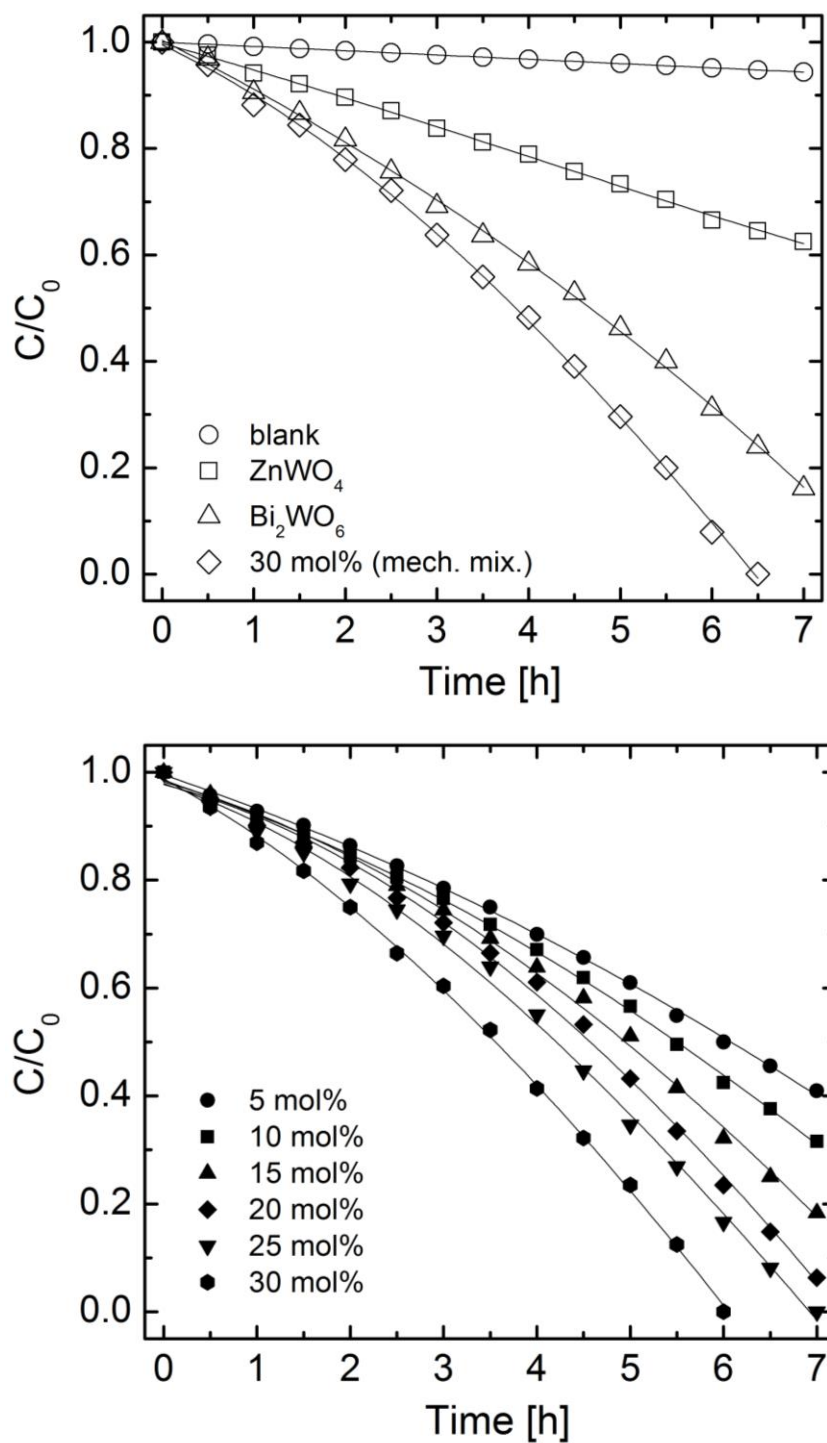 C/C₀
1.0
0.8
0.6
0.4
0.2
0.0
blank
ZnWO₄
Bi₂WO₆
30 mol% (mech. mix.)
0 1 2 3 4 5 6 7
Time [h]
C/C₀
1.0
0.8
0.6
0.4
0.2
0.0
5 mol%
10 mol%
15 mol%
20 mol%
25 mol%
30 mol%
0 1 2 3 4 5 6 7
Time [h]